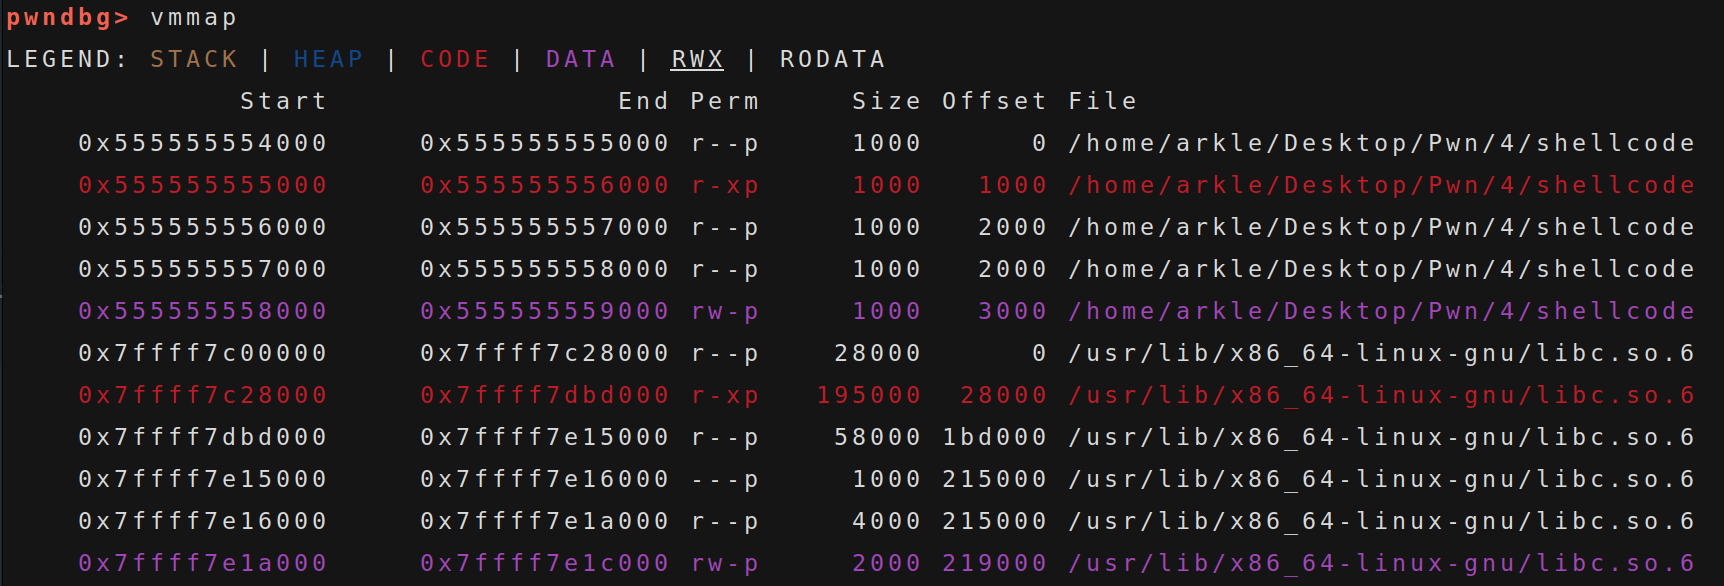 pwndbg> vmmap
LEGEND: STACK | HEAP | CODE | DATA | RWX | RODATA
Start End Perm Size Offset File
0x555555554000 0x555555555000 r--p 1000 0 /home/arkle/Desktop/Pwn/4/shellcode
0x555555555000 0x555555556000 r-xp 1000 1000 /home/arkle/Desktop/Pwn/4/shellcode
0x555555556000 0x555555557000 r--p 1000 2000 /home/arkle/Desktop/Pwn/4/shellcode
0x555555557000 0x555555558000 r--p 1000 2000 /home/arkle/Desktop/Pwn/4/shellcode
0x555555558000 0x555555559000 rw-p 1000 3000 /home/arkle/Desktop/Pwn/4/shellcode
0x7ffff7c00000 0x7ffff7c28000 r--p 28000 0 /usr/lib/x86_64-linux-gnu/libc.so.6
0x7ffff7c28000 0x7ffff7dbd000 r-xp 195000 28000 /usr/lib/x86_64-linux-gnu/libc.so.6
0x7ffff7dbd000 0x7ffff7e15000 r--p 58000 1bd000 /usr/lib/x86_64-linux-gnu/libc.so.6
0x7ffff7e15000 0x7ffff7e16000 ---p 1000 215000 /usr/lib/x86_64-linux-gnu/libc.so.6
0x7ffff7e16000 0x7ffff7e1a000 r--p 4000 215000 /usr/lib/x86_64-linux-gnu/libc.so.6
0x7ffff7e1a000 0x7ffff7e1c000 rw-p 2000 219000 /usr/lib/x86_64-linux-gnu/libc.so.6